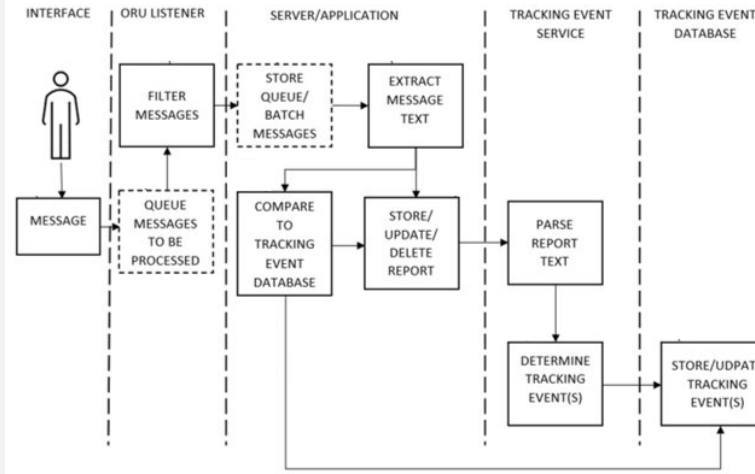 INTERFACE
ORU LISTENER
SERVER/APPLICATION
TRACKING EVENT
SERVICE
TRACKING EVENT
DATABASE
FILTER
MESSAGES
STORE
QUEUE/
BATCH
MESSAGES
EXTRACT
MESSAGE
TEXT
MESSAGE
QUEUE
MESSAGES
TO BE
PROCESSED
COMPARE
TO
TRACKING
EVENT
DATABASE
STORE/
UPDATE/
DELETE
REPORT
PARSE
REPORT
TEXT
DETERMINE
TRACKING
EVENT(S)
STORE/UDPAT
TRACKING
EVENT(S)